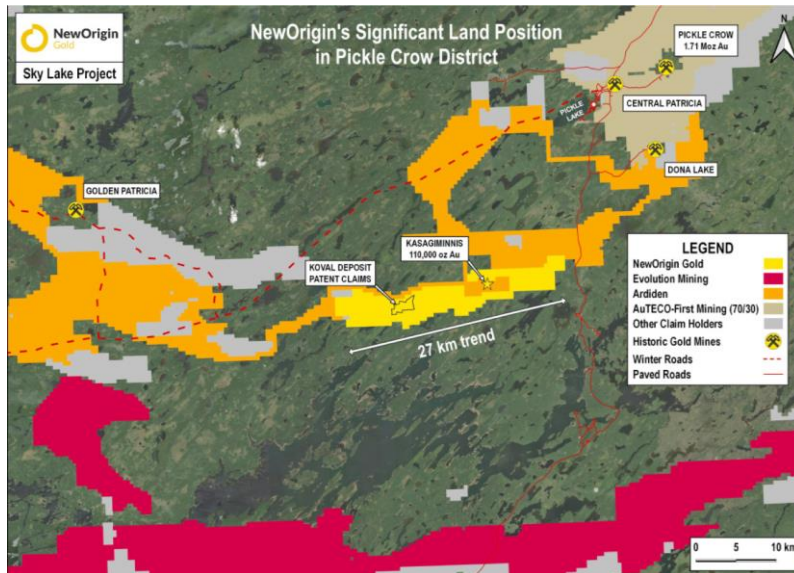 NewOrigin
Gold
Sky Lake Project
NewOrigin's Significant Land Position
in Pickle Crow District
PICKLE CROW
1.71 Moz Au
N
PICKLE
LAKE
CENTRAL PATRICIA
DONA LAKE
GOLDEN PATRICIA
KOVAL DEPOSIT
PATENT CLAIMS
KASAGIMINNIS
110,000 oz Au
27 km trend
LEGEND
NewOrigin Gold
Evolution Mining
Ardiden
AuTECO-First Mining (70/30)
Other Claim Holders
Historic Gold Mines
Winter Roads
Paved Roads
0 5 10 km